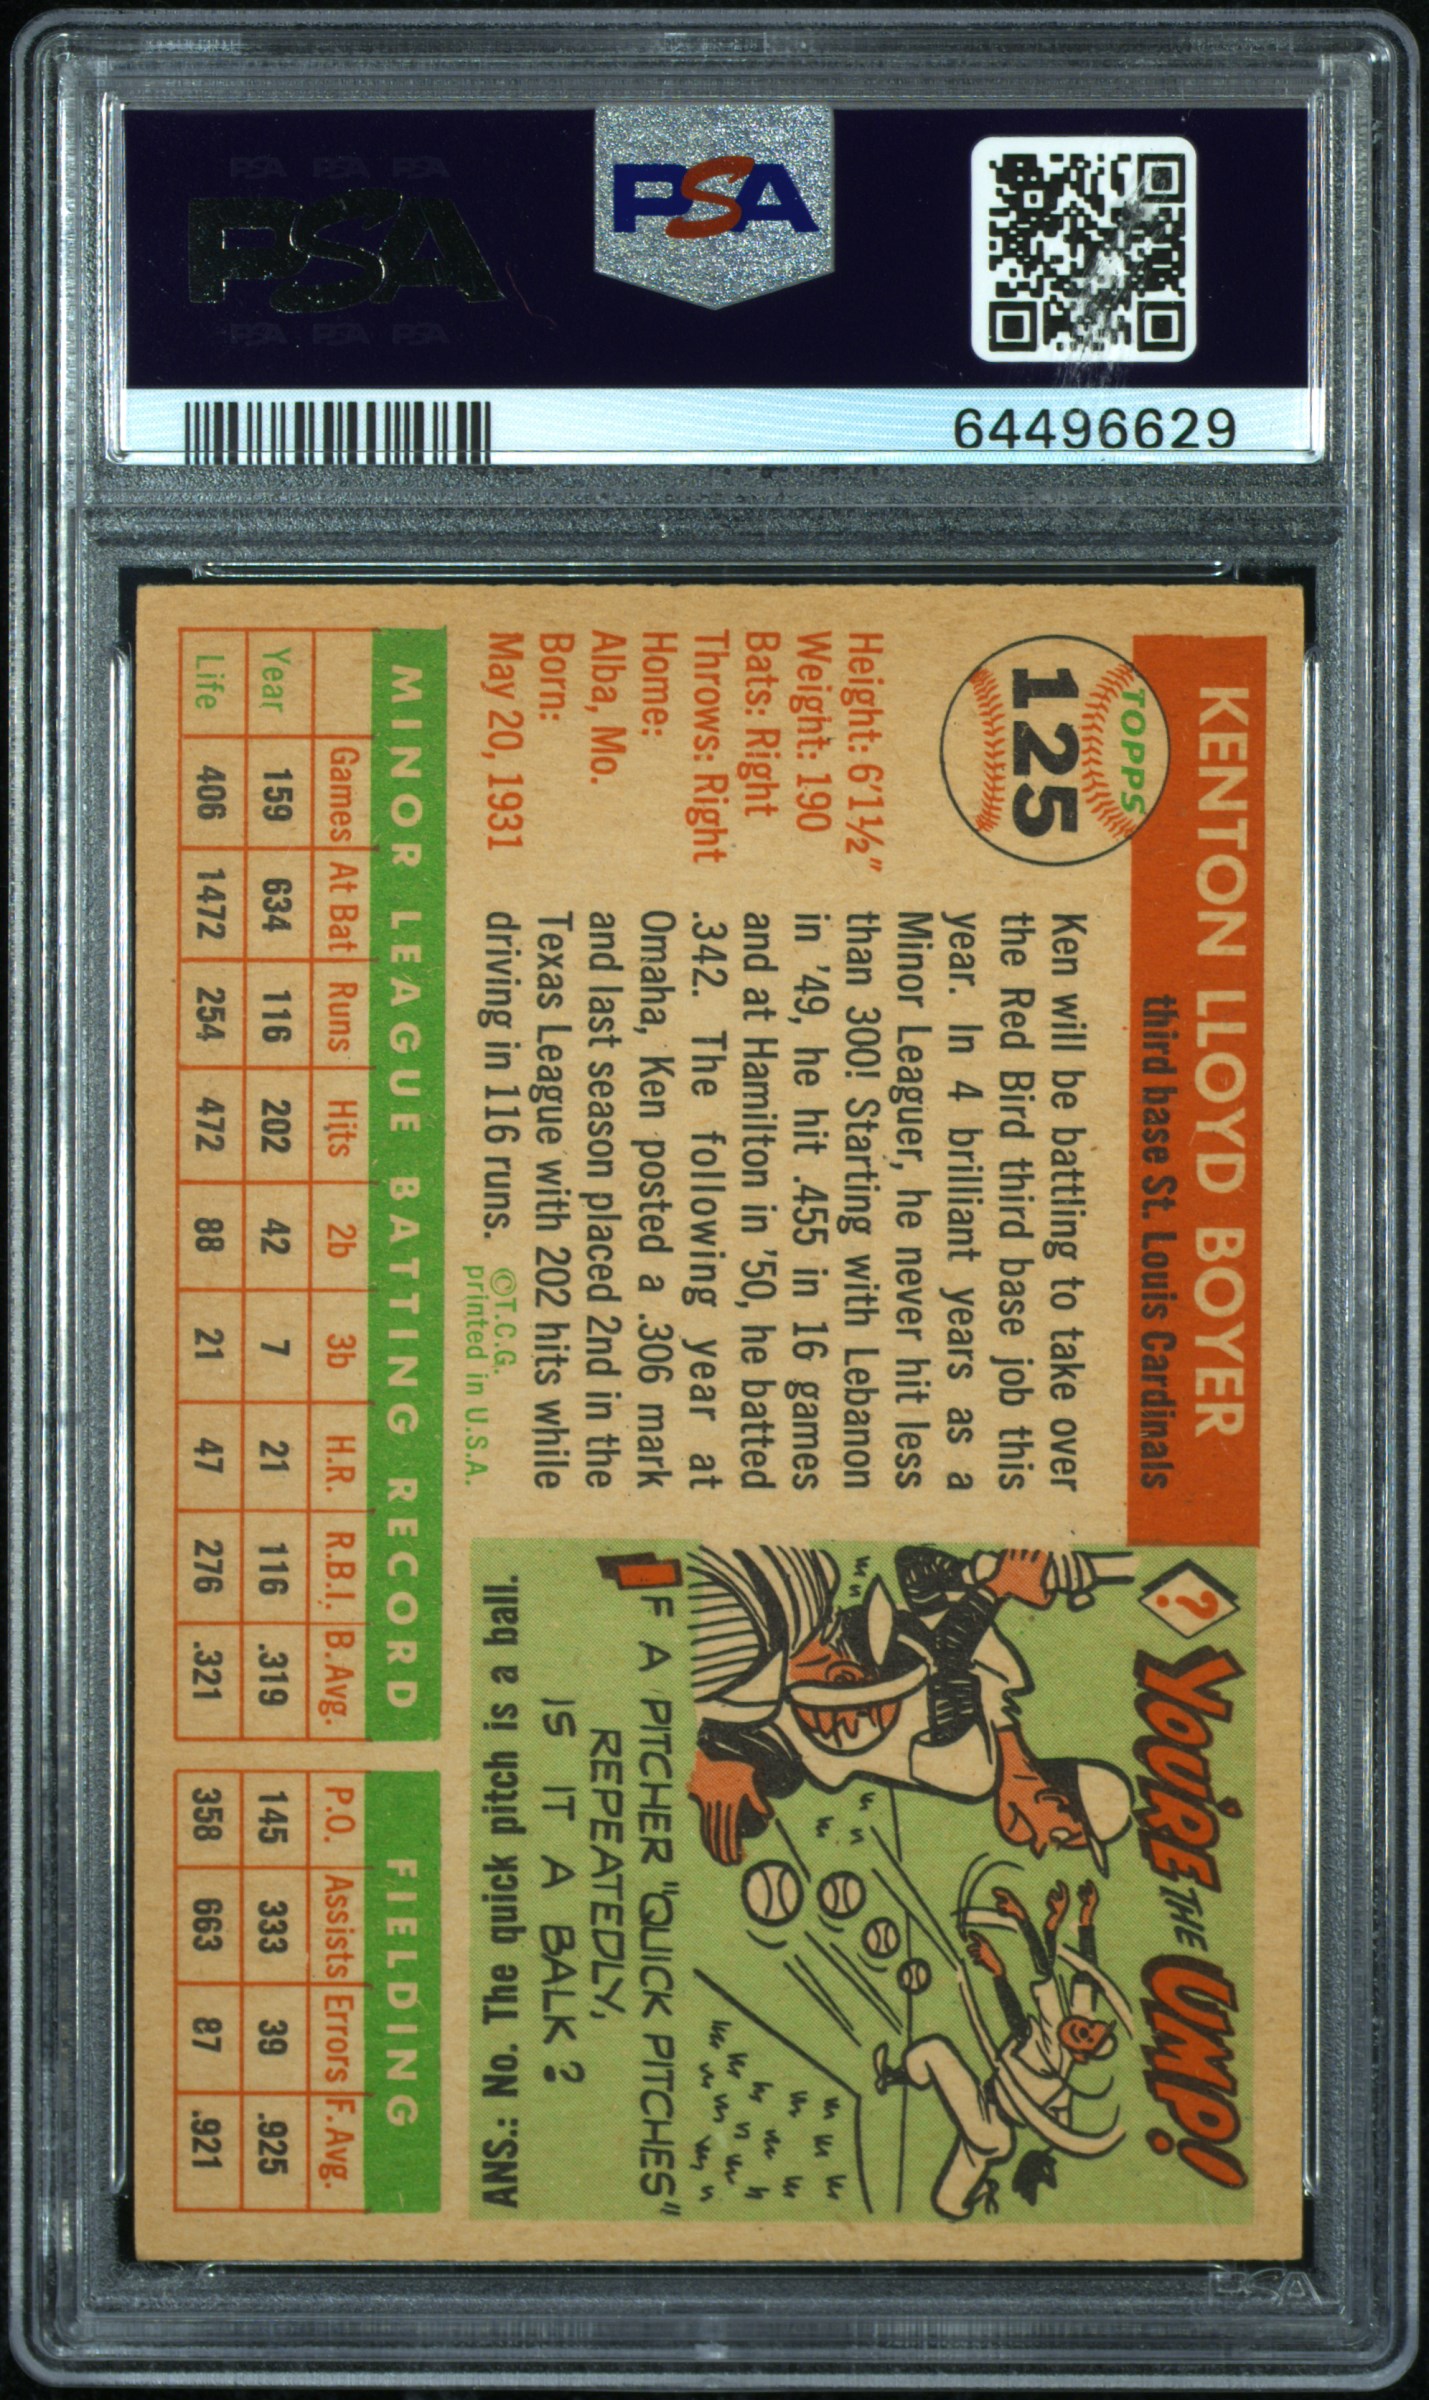 PSA PSA PSA
PSA
PSA PSA PSA
PSA
64496629
KENTON LLOYD BOYER
third base St. Louis Cardinals
TOPPS
125
Height: 6'1½"
Weight: 190
Bats: Right
Throws: Right
Home:
Alba, Mo.
Born:
May 20, 1931
Ken will be battling to take over
the Red Bird third base job this
year. In 4 brilliant years as a
Minor Leaguer, he never hit less
than 300! Starting with Lebanon
in '49, he hit .455 in 16 games
and at Hamilton in '50, he batted
.342. The following year at
Omaha, Ken posted a .306 mark
and last season placed 2nd in the
Texas League with 202 hits while
driving in 116 runs.
©T.C.G.
printed in U.S.A.
? YOU'RE THE UMP!
IF A PITCHER "QUICK PITCHES"
REPEATEDLY,
IS IT A BALK?
ANS.: No. The quick pitch is a ball.
MINOR LEAGUE BATTING RECORD
Games At Bat Runs Hits 2b 3b H.R. R.B.I. B.Avg.
Year 159 634 116 202 42 7 21 116 .319
Life 406 1472 254 472 88 21 47 276 .321
FIELDING
P.O. Assists Errors F.Avg.
145 333 39 .925
358 663 87 .921
PSA